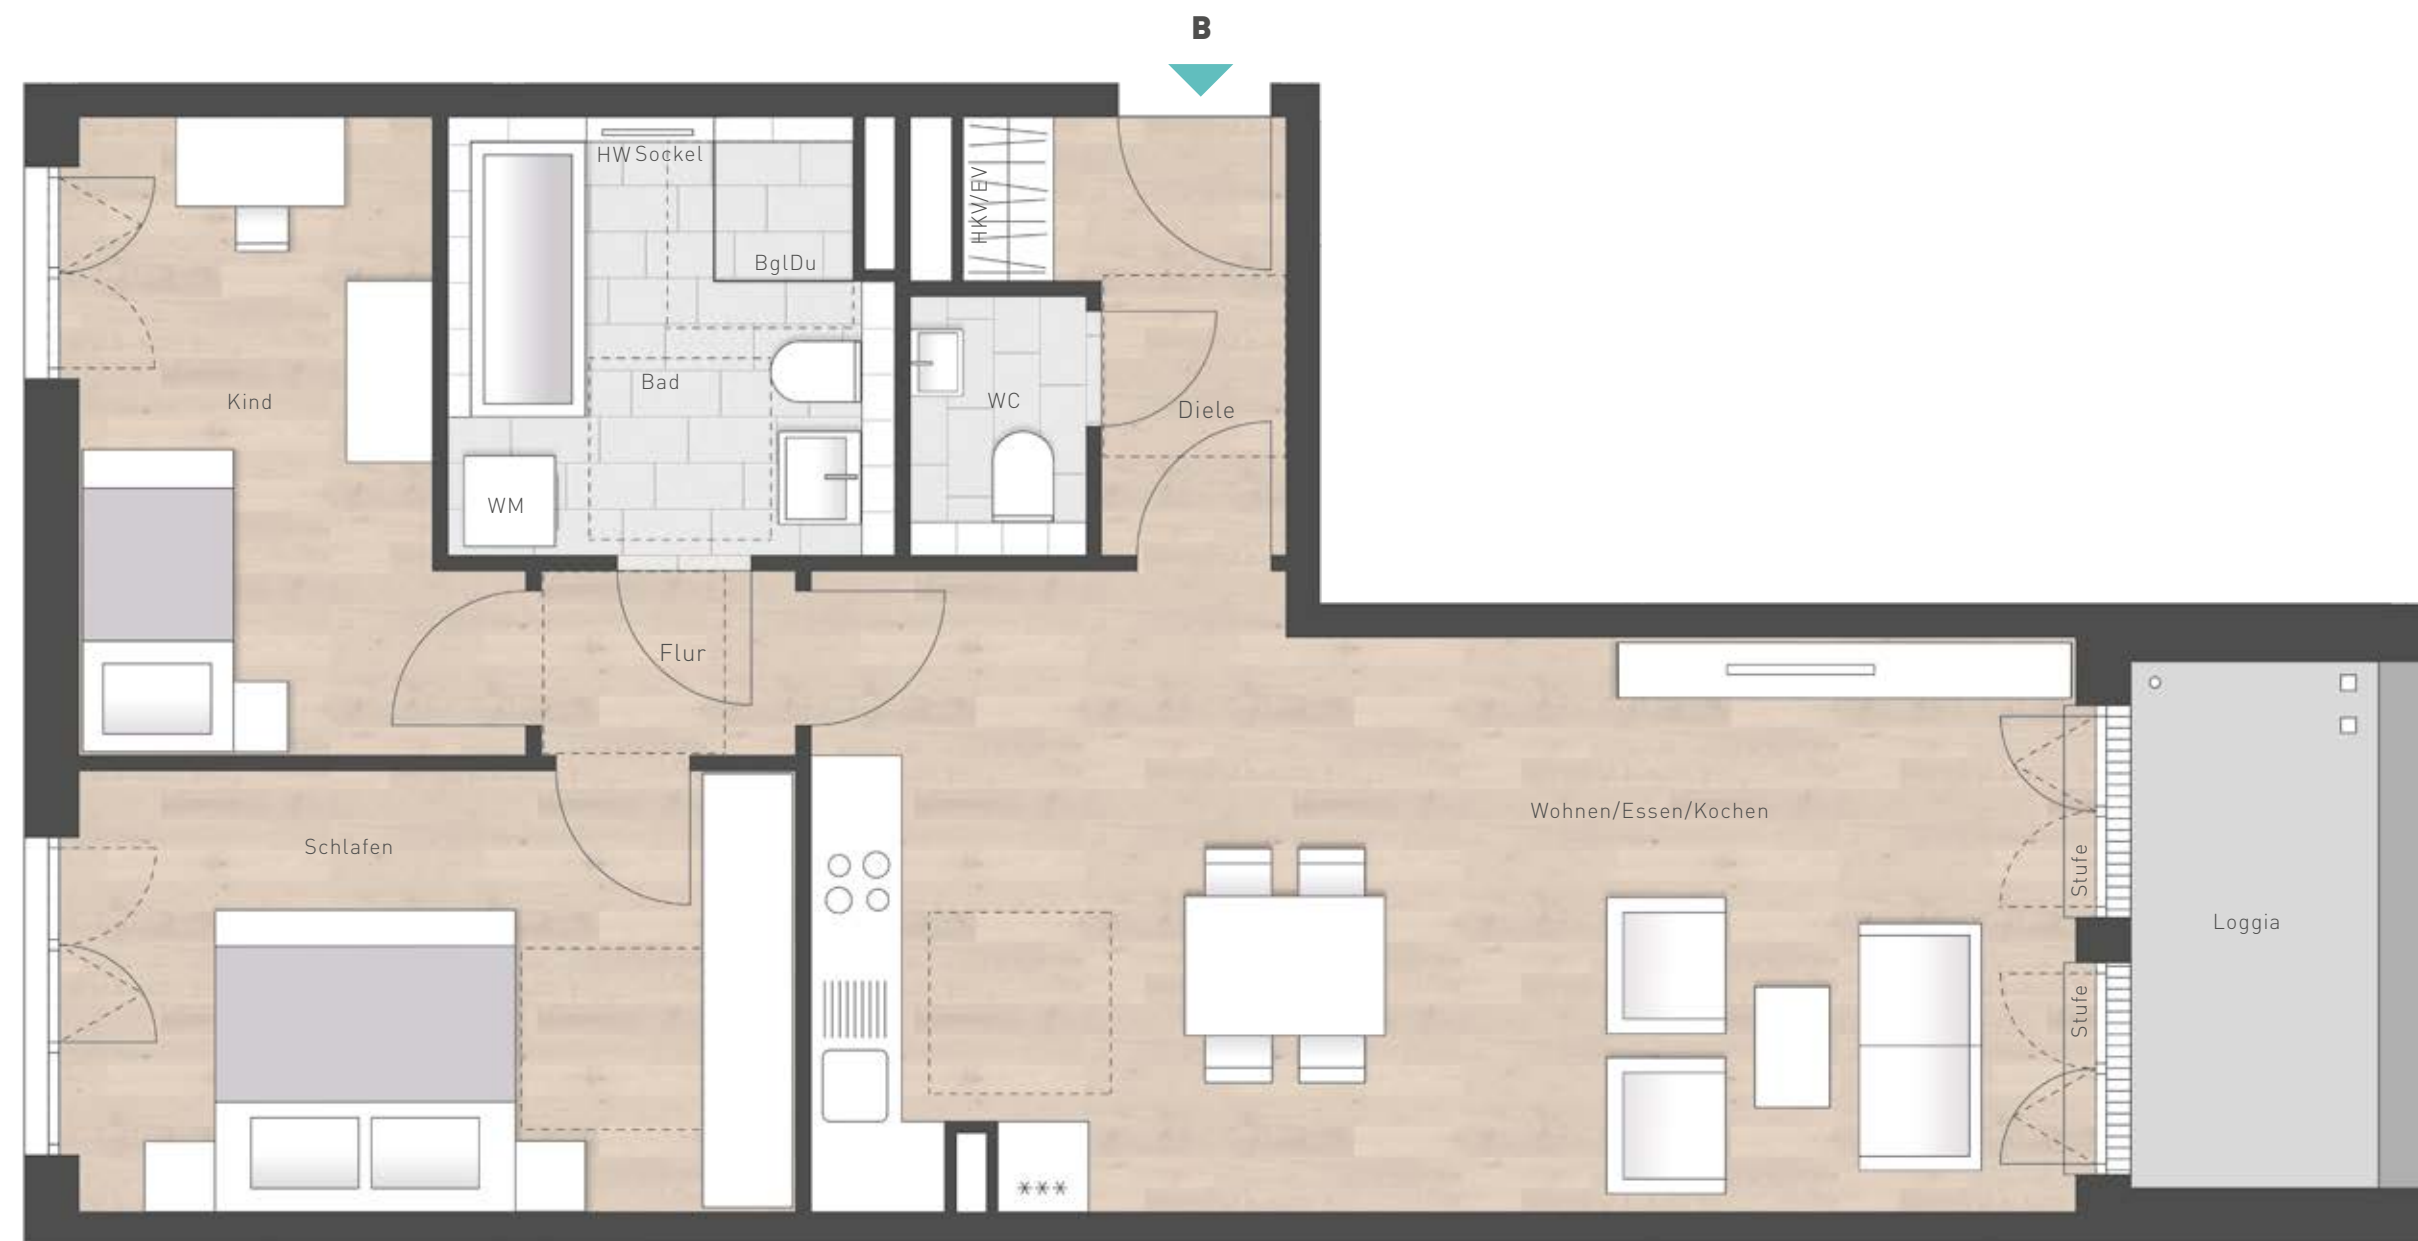 B
HW Sockel
HKV/EV
BglDu
Bad
Kind
WC
Diele
WM
Flur
Wohnen/Essen/Kochen
Schlafen
Stufe
Loggia
Stufe
***